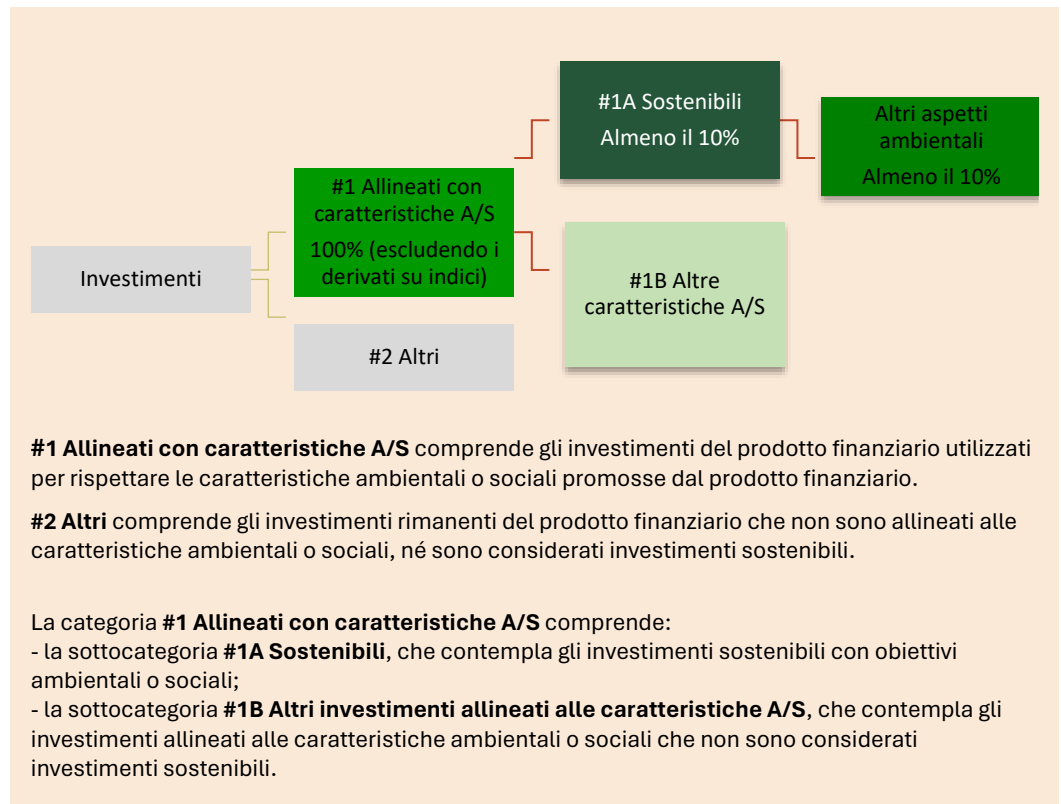 #1A Sostenibili
Almeno il 10%
Altri aspetti
ambientali
Almeno il 10%
#1 Allineati con
caratteristiche A/S
100% (escludendo i
derivati su indici)
Investimenti
#1B Altre
caratteristiche A/S
#2 Altri
#1 Allineati con caratteristiche A/S comprende gli investimenti del prodotto finanziario utilizzati
per rispettare le caratteristiche ambientali o sociali promosse dal prodotto finanziario.
#2 Altri comprende gli investimenti rimanenti del prodotto finanziario che non sono allineati alle
caratteristiche ambientali o sociali, né sono considerati investimenti sostenibili.
La categoria #1 Allineati con caratteristiche A/S comprende:
- la sottocategoria #1A Sostenibili, che contempla gli investimenti sostenibili con obiettivi
ambientali o sociali;
- la sottocategoria #1B Altri investimenti allineati alle caratteristiche A/S, che contempla gli
investimenti allineati alle caratteristiche ambientali o sociali che non sono considerati
investimenti sostenibili.